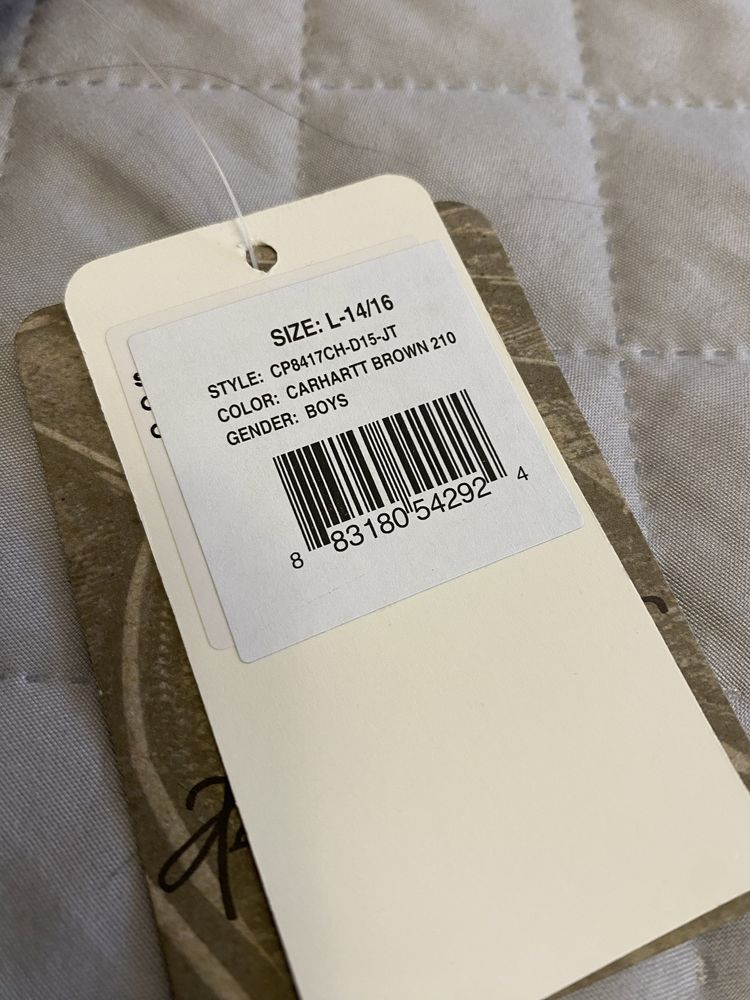 SIZE: L-14/16
STYLE: CP8417CH-D15-JT
COLOR: CARHARTT BROWN 210
GENDER: BOYS
8 83180 54292 4